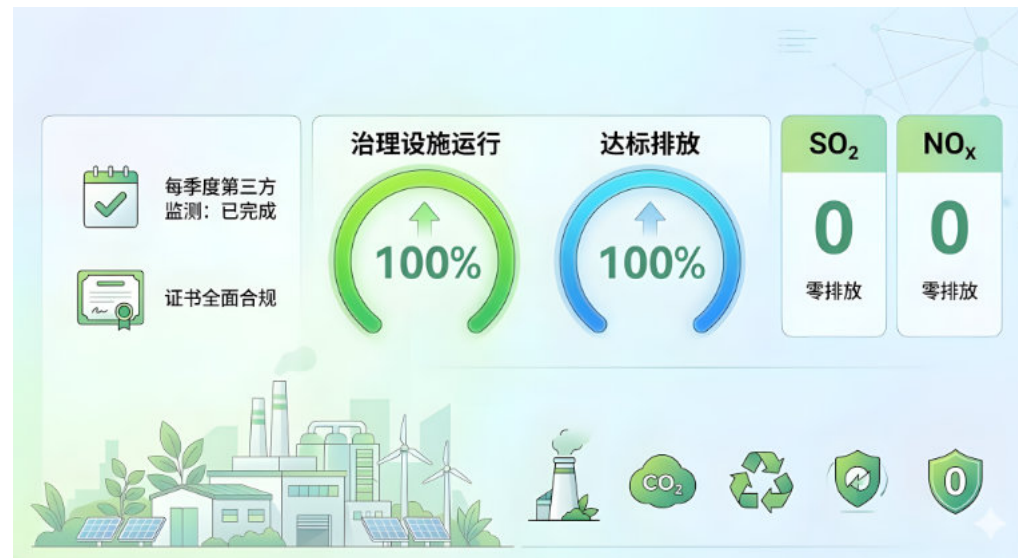 每季度第三方
监测：已完成
证书全面合规
治理设施运行
100%
达标排放
100%
SO₂
0
零排放
NOₓ
0
零排放
CO₂
0